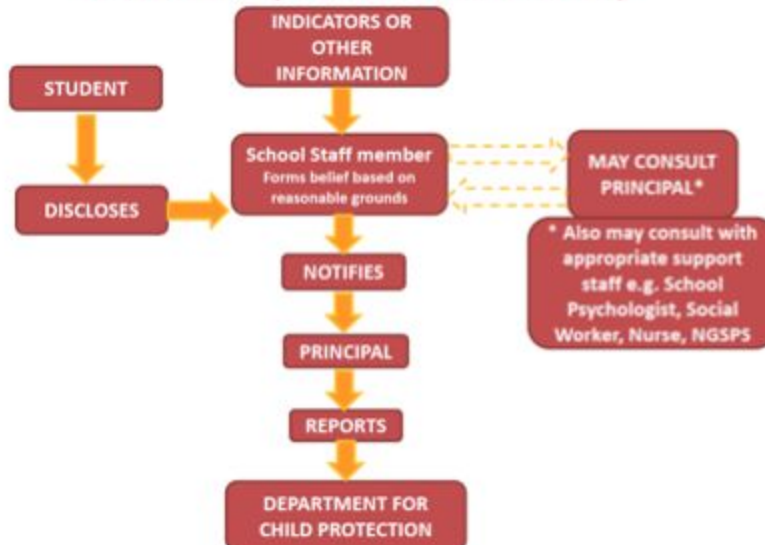 INDICATORS OR
OTHER
INFORMATION
STUDENT
School Staff member
Forms belief based on
reasonable grounds
MAY CONSULT
PRINCIPAL*
DISCLOSES
* Also may consult with
appropriate support
staff e.g. School
Psychologist, Social
Worker, Nurse, NGSPS
NOTIFIES
PRINCIPAL
REPORTS
DEPARTMENT FOR
CHILD PROTECTION